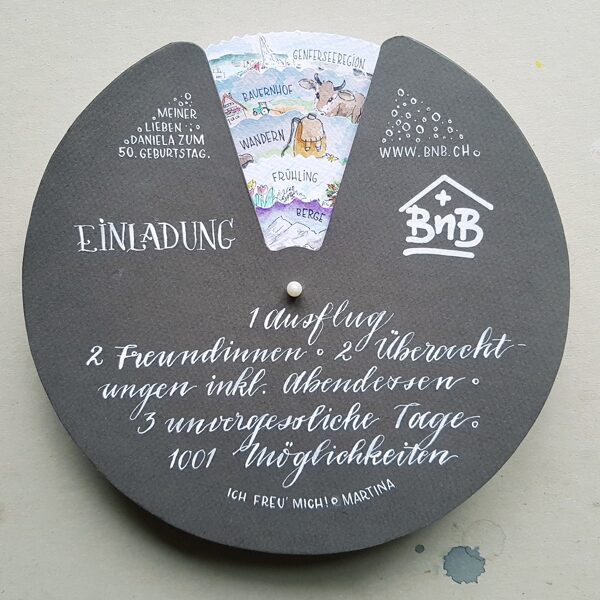 GENFERSEEREGION
BAUERNHOF
WANDERN
FRÜHLING
BERGE
MEINER
LIEBEN
DANIELA ZUM
50. GEBURTSTAG.
WWW.BNB.CH
EINLADUNG
BnB
1 Ausflug
2 Freundinnen • 2 Übernacht-
ungen inkl. Abendessen •
3 unvergessliche Tage •
1001 Möglichkeiten
ICH FREU' MICH! • MARTINA